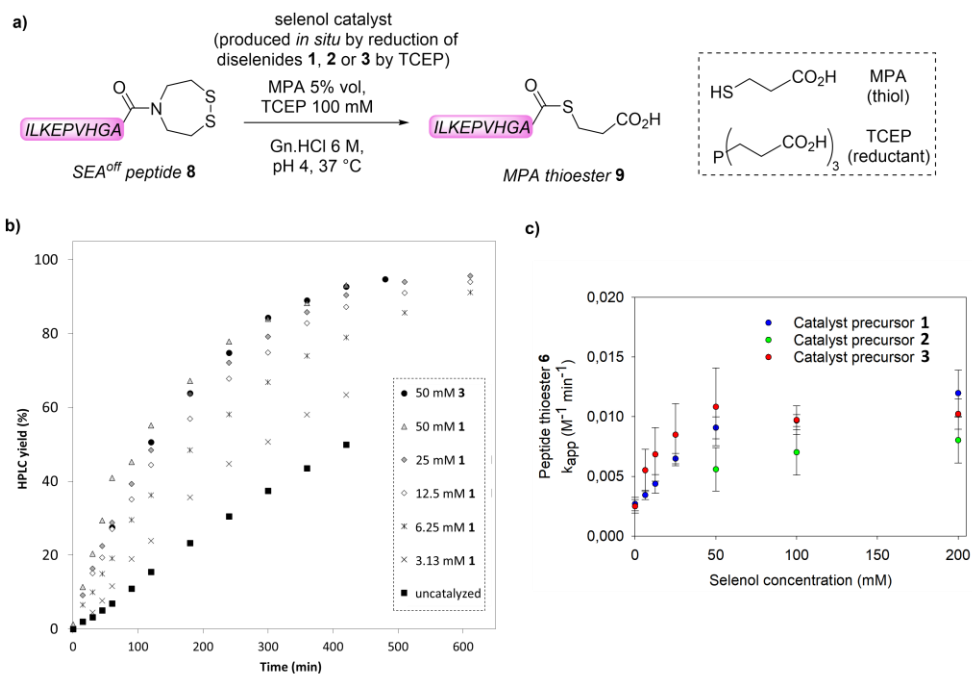 a)
selenol catalyst
(produced in situ by reduction of
diselenides 1, 2 or 3 by TCEP)
MPA 5% vol,
TCEP 100 mM
Gn.HCl 6 M,
pH 4, 37 °C
O
N
S
S
ILKEPVHGA
SEAoff peptide 8
O
S
CO2H
ILKEPVHGA
MPA thioester 9
HS
CO2H
MPA
(thiol)
P
CO2H
3
TCEP
(reductant)
b)
HPLC yield (%)
100
80
60
40
20
0
0
100
200
300
400
500
600
Time (min)
50 mM 3
50 mM 1
25 mM 1
12.5 mM 1
6.25 mM 1
3.13 mM 1
uncatalyzed
c)
Peptide thioester 6
kapp (M-1 min-1)
0,020
0,015
0,010
0,005
0,000
Catalyst precursor 1
Catalyst precursor 2
Catalyst precursor 3
0
50
100
150
200
Selenol concentration (mM)